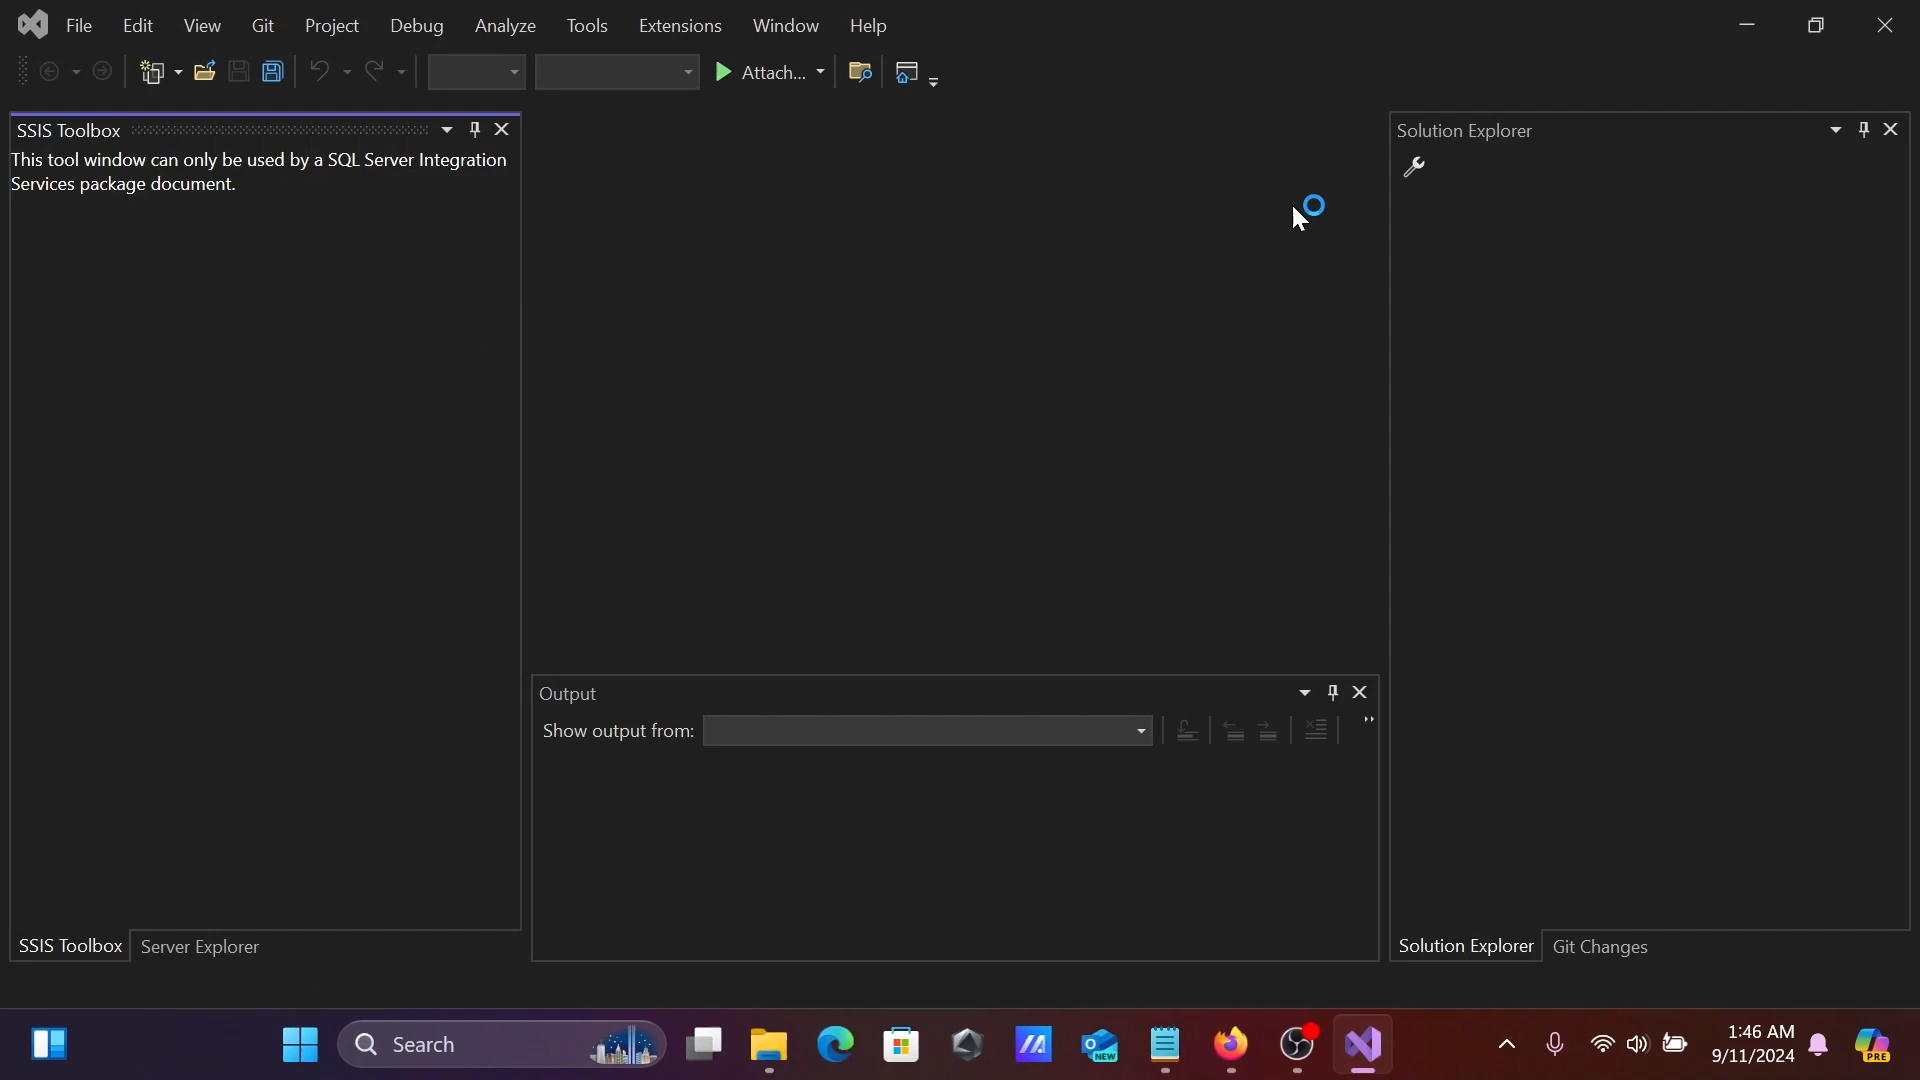 File Edit View Git Project Debug Analyze Tools Extensions Window Help
Attach...
SSIS Toolbox
This tool window can only be used by a SQL Server Integration
Services package document.
Solution Explorer
Output
Show output from:
SSIS Toolbox Server Explorer
Solution Explorer Git Changes
Search
NEW
1:46 AM
9/11/2024
PRE